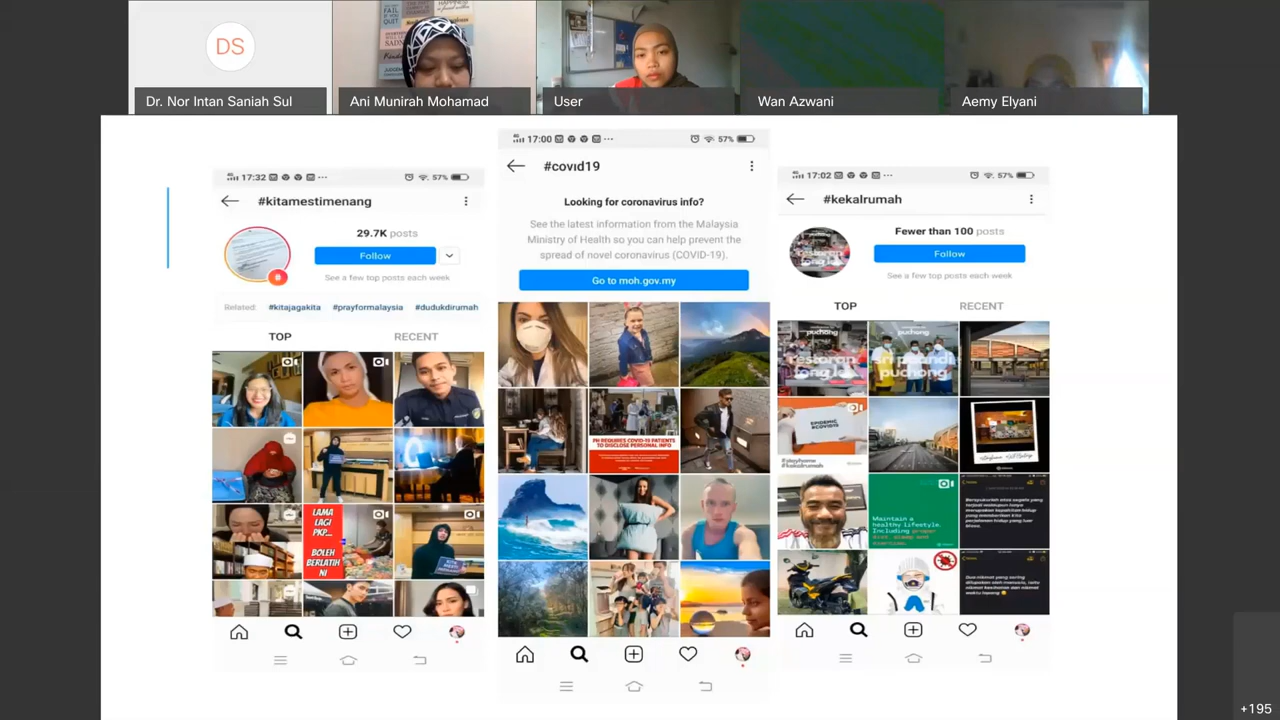 DS
Dr. Nor Intan Saniah Sul
Ani Munirah Mohamad
User
Wan Azwani
Aemy Elyani
17:32
57%
#kitamestimenang
29.7K posts
Follow
See a few top posts each week
Related: #kitajagakita #prayformalaysia #dudukdirumah
TOP
RECENT
LAMA
LAGI
PKP...
BOLEH
BERLATIH
NI
17:00
57%
#covid19
Looking for coronavirus info?
See the latest information from the Malaysia
Ministry of Health so you can help prevent the
spread of novel coronavirus (COVID-19).
Go to moh.gov.my
PH REQUIRES COVID-19 PATIENTS
TO DISCLOSE PERSONAL INFO
17:02
57%
#kekalrumah
Fewer than 100 posts
Follow
See a few top posts each week
TOP
RECENT
puchong
restoran
puchong
puchong
EPIDEMIC
#COVID19
#stayhome
#kekalrumah
Maintain a
healthy lifestyle.
+195